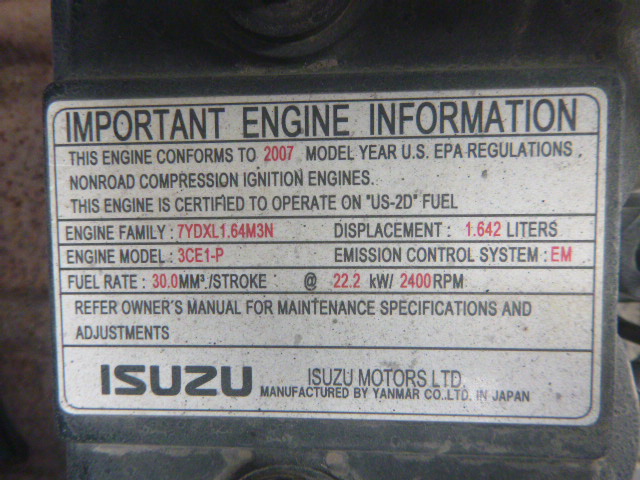 IMPORTANT ENGINE INFORMATION
THIS ENGINE CONFORMS TO 2007 MODEL YEAR U.S. EPA REGULATIONS
NONROAD COMPRESSION IGNITION ENGINES.
THIS ENGINE IS CERTIFIED TO OPERATE ON "US-2D" FUEL
ENGINE FAMILY : 7YDXL1.64M3N DISPLACEMENT : 1.642 LITERS
ENGINE MODEL : 3CE1-P EMISSION CONTROL SYSTEM : EM
FUEL RATE : 30.0MM³/STROKE @ 22.2 kW/ 2400RPM
REFER OWNER'S MANUAL FOR MAINTENANCE SPECIFICATIONS AND
ADJUSTMENTS
ISUZU ISUZU MOTORS LTD.
MANUFACTURED BY YANMAR CO.,LTD. IN JAPAN